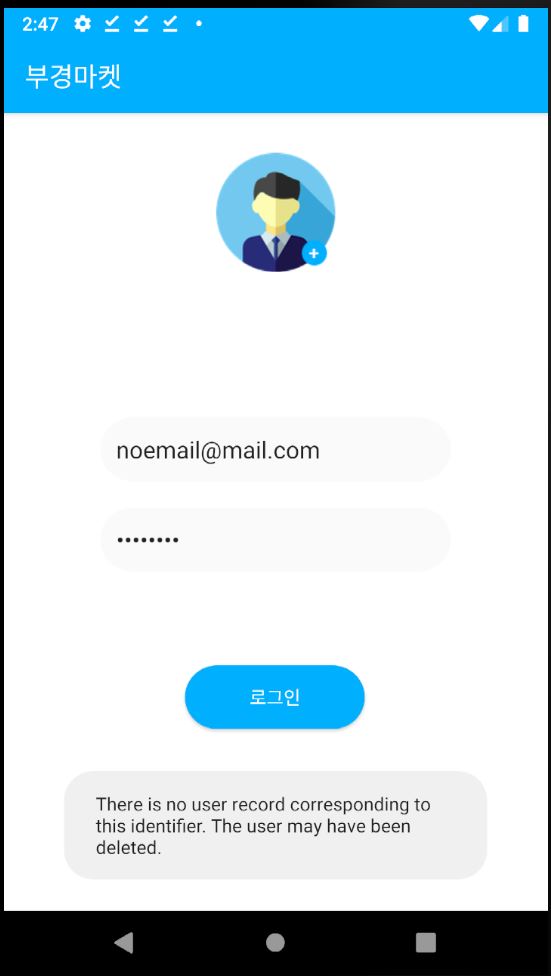 2:47
부경마켓
+
noemail@mail.com
••••••••
로그인
There is no user record corresponding to
this identifier. The user may have been
deleted.